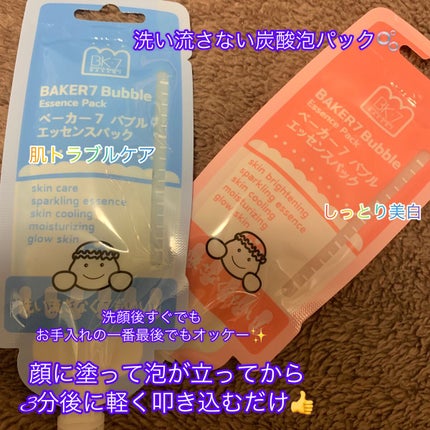 洗い流さない炭酸泡パック🫧
BK-7
BAKER7 Bubble
Essence Pack
ベーカー7 バブル
エッセンスパック
肌トラブルケア
skin care
sparkling essence
skin cooling
moisturizing
glow skin
BK-7
BAKER7 Bubble
Essence Pack
ベーカー7 バブル
エッセンスパック
skin brightening
sparkling essence
skin cooling
moisturizing
glow skin
しっとり美白
洗顔後すぐでも
お手入れの一番最後でもオッケー✨
顔に塗って泡が立ってから
3分後に軽く叩き込むだけ👍